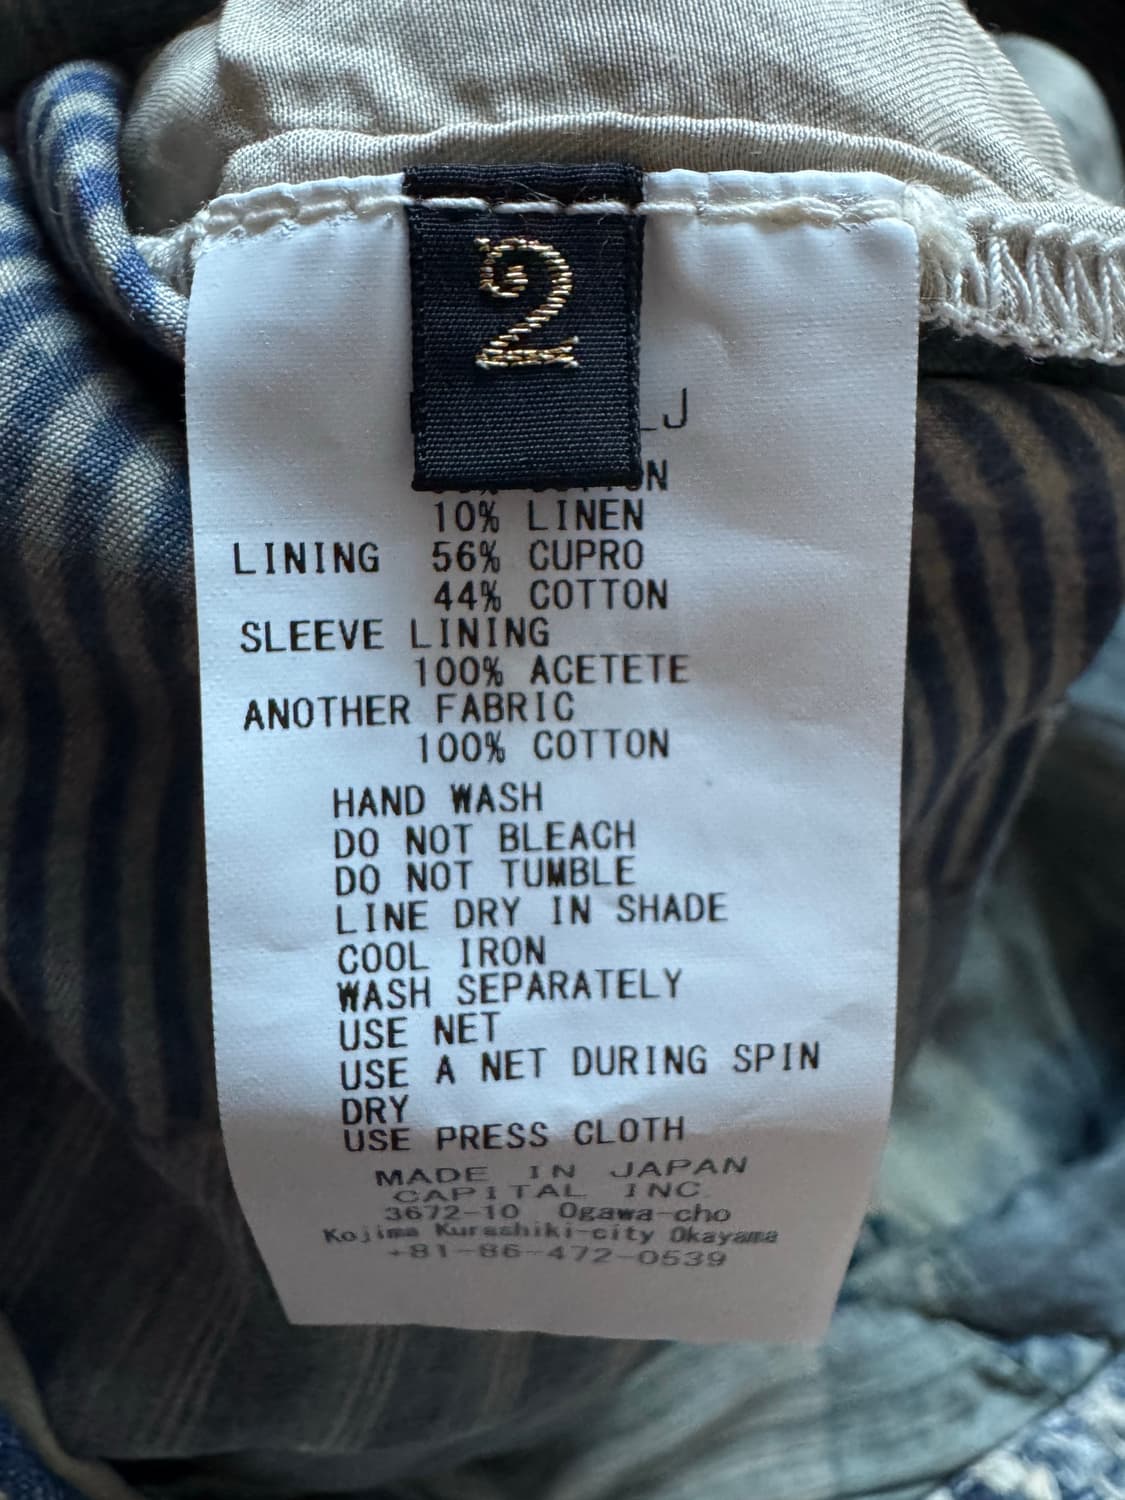 2
J
10% LINEN
LINING 56% CUPRO
44% COTTON
SLEEVE LINING
100% ACETETE
ANOTHER FABRIC
100% COTTON
HAND WASH
DO NOT BLEACH
DO NOT TUMBLE
LINE DRY IN SHADE
COOL IRON
WASH SEPARATELY
USE NET
USE A NET DURING SPIN
DRY
USE PRESS CLOTH
MADE IN JAPAN
CAPITAL INC.
3672-10 Ogawa-cho
Kojima Kurashiki-city Okayama
+81-86-472-0539